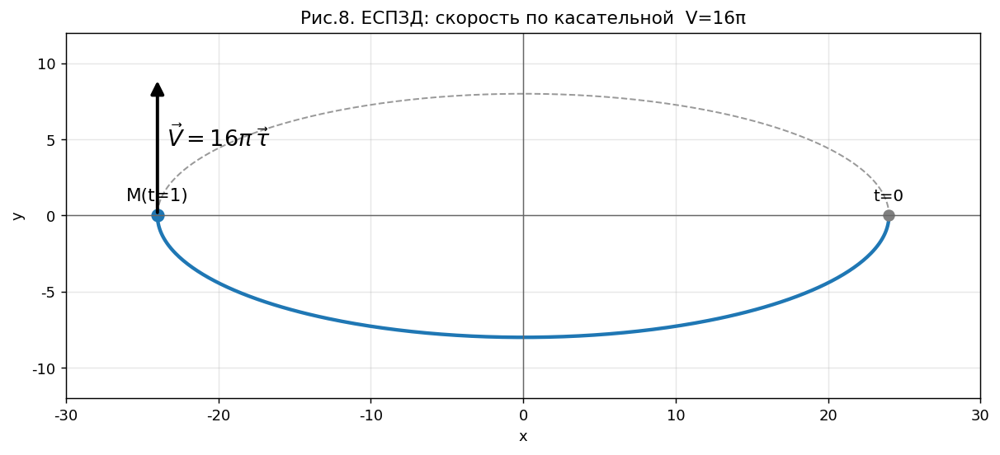 Рис.8. ЕСПЗД: скорость по касательной V=16π
10
5
0
-5
-10
y
V⃗ = 16π τ⃗
M(t=1)
t=0
-30 -20 -10 0 10 20 30
x